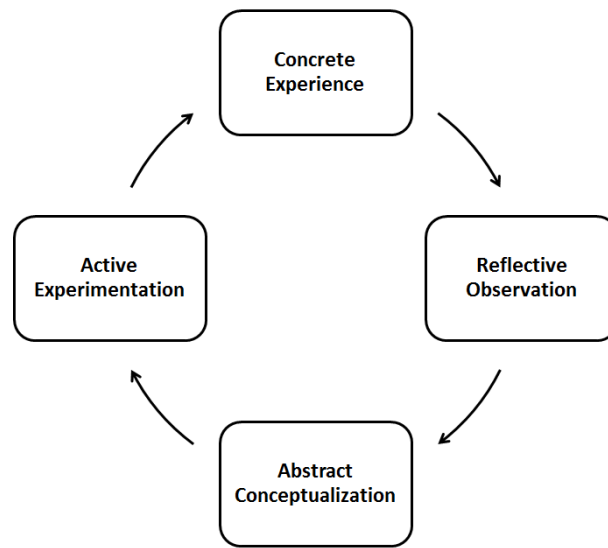 Concrete
Experience
Reflective
Observation
Abstract
Conceptualization
Active
Experimentation